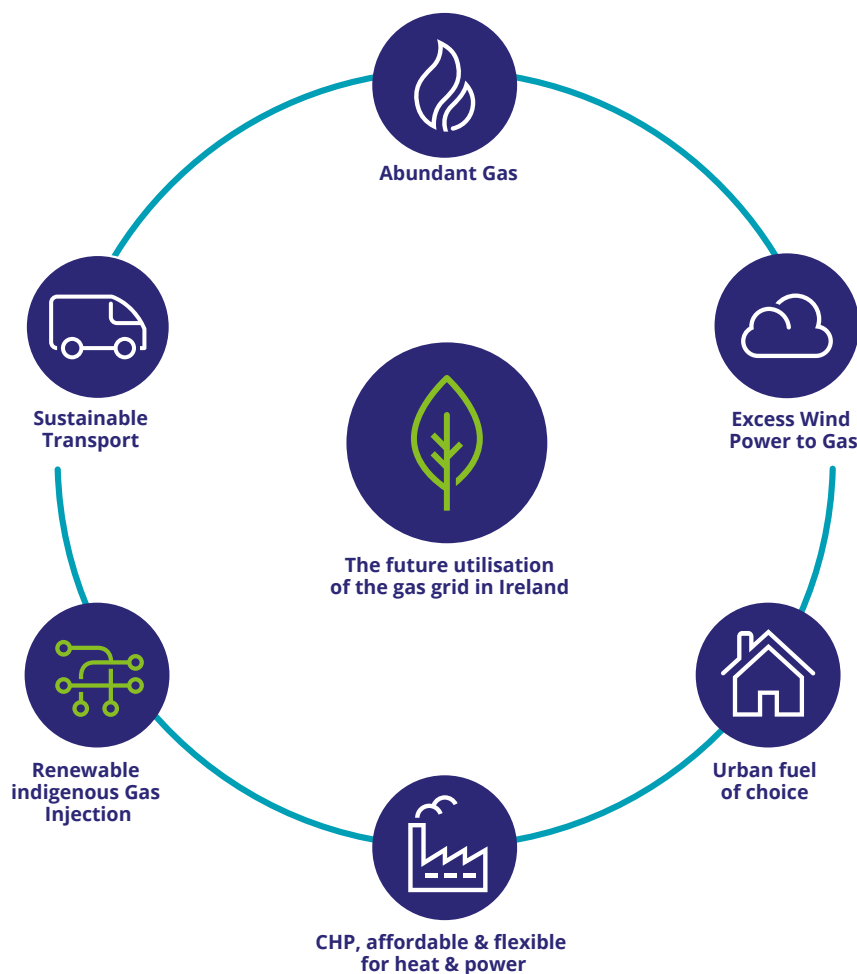 Abundant Gas
Sustainable
Transport
Excess Wind
Power to Gas
The future utilisation
of the gas grid in Ireland
Renewable
indigenous Gas
Injection
Urban fuel
of choice
CHP, affordable & flexible
for heat & power